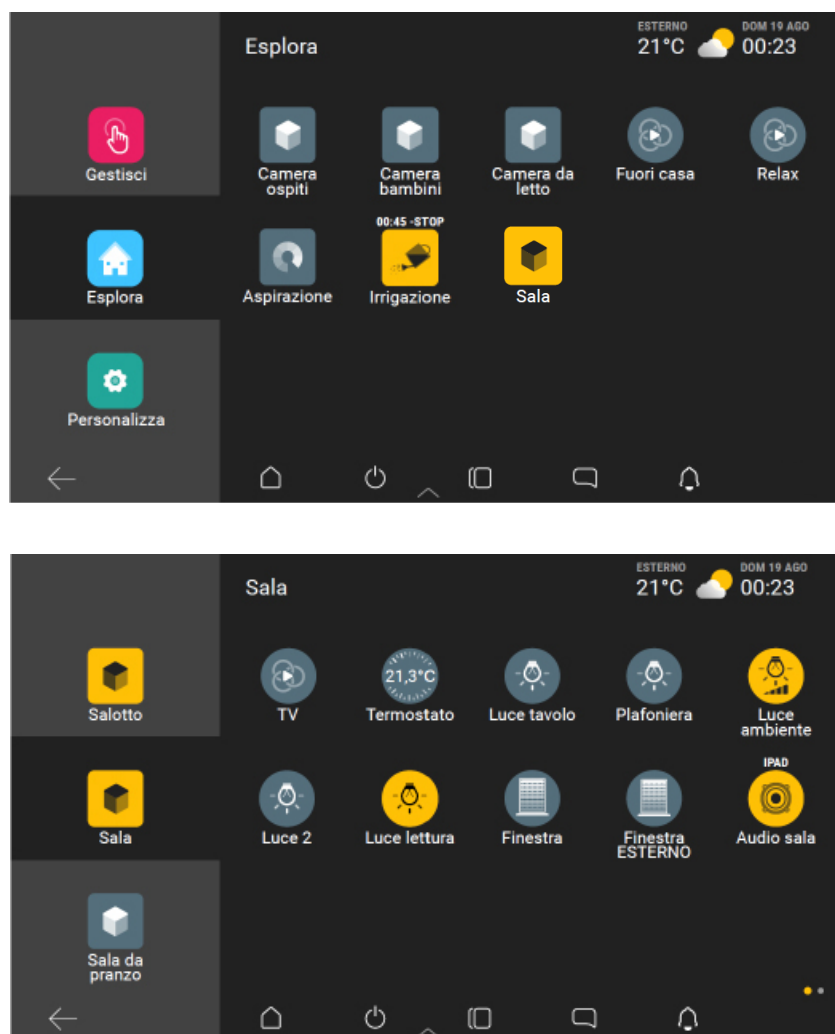 Esplora
ESTERNO
21°C
DOM 19 AGO
00:23
Gestisci
Camera
ospiti
Camera
bambini
Camera da
letto
Fuori casa
Relax
Esplora
Aspirazione
00:45 -STOP
Irrigazione
Sala
Personalizza
Sala
ESTERNO
21°C
DOM 19 AGO
00:23
Salotto
TV
21,3°C
Termostato
Luce tavolo
Plafoniera
Luce
ambiente
Sala
Luce 2
Luce lettura
Finestra
Finestra
ESTERNO
IPAD
Audio sala
Sala da
pranzo